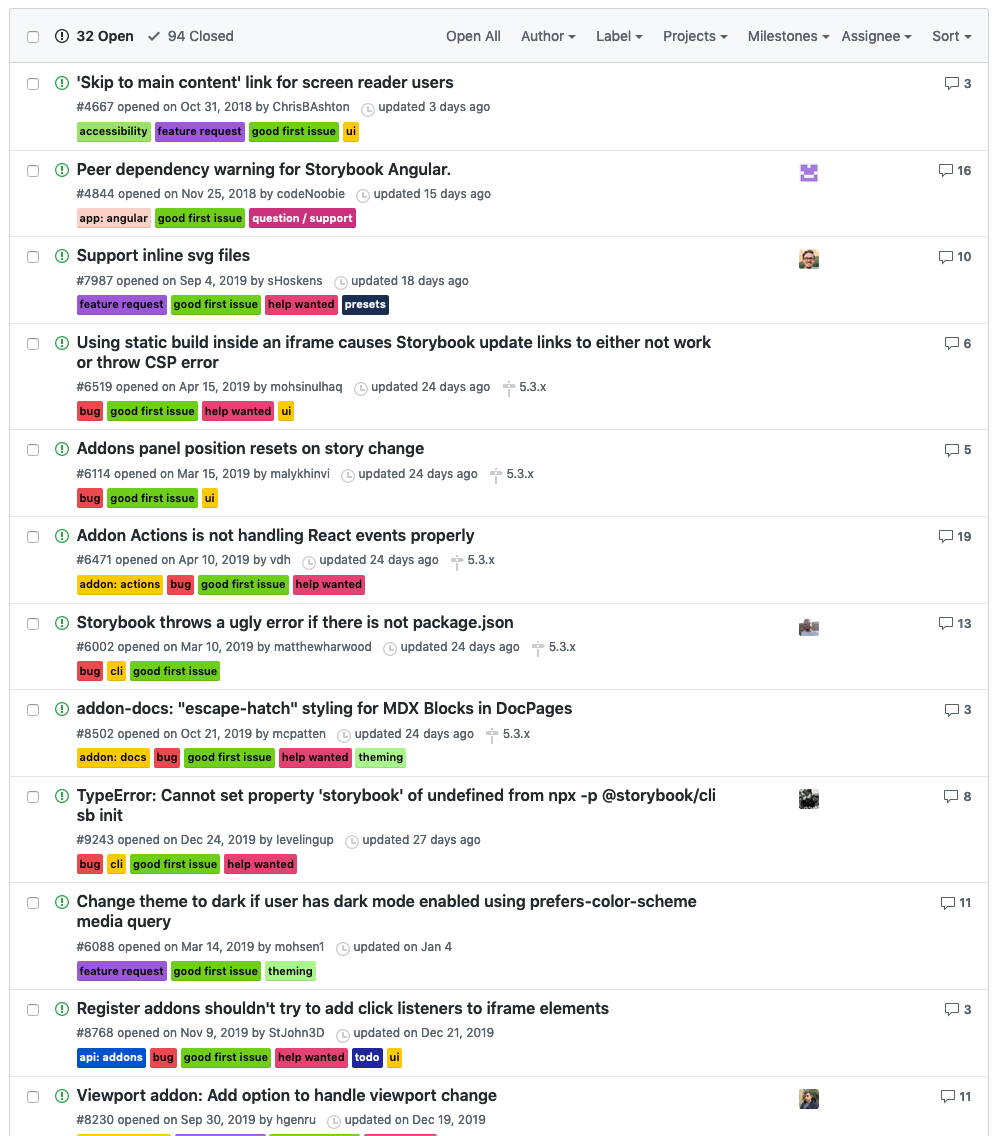 32 Open 94 Closed Open All Author Label Projects Milestones Assignee Sort
'Skip to main content' link for screen reader users 3
#4667 opened on Oct 31, 2018 by ChrisBAshton updated 3 days ago
accessibility feature request good first issue ui
Peer dependency warning for Storybook Angular. 16
#4844 opened on Nov 25, 2018 by codeNoobie updated 15 days ago
app: angular good first issue question / support
Support inline svg files 10
#7987 opened on Sep 4, 2019 by sHoskens updated 18 days ago
feature request good first issue help wanted presets
Using static build inside an iframe causes Storybook update links to either not work 6
or throw CSP error
#6519 opened on Apr 15, 2019 by mohsinulhaq updated 24 days ago 5.3.x
bug good first issue help wanted ui
Addons panel position resets on story change 5
#6114 opened on Mar 15, 2019 by malykhinvi updated 24 days ago 5.3.x
bug good first issue ui
Addon Actions is not handling React events properly 19
#6471 opened on Apr 10, 2019 by vdh updated 24 days ago 5.3.x
addon: actions bug good first issue help wanted
Storybook throws a ugly error if there is not package.json 13
#6002 opened on Mar 10, 2019 by matthewharwood updated 24 days ago 5.3.x
bug cli good first issue
addon-docs: "escape-hatch" styling for MDX Blocks in DocPages 3
#8502 opened on Oct 21, 2019 by mcpatten updated 24 days ago 5.3.x
addon: docs bug good first issue help wanted theming
TypeError: Cannot set property 'storybook' of undefined from npx -p @storybook/cli 8
sb init
#9243 opened on Dec 24, 2019 by levelingup updated 27 days ago
bug cli good first issue help wanted
Change theme to dark if user has dark mode enabled using prefers-color-scheme 11
media query
#6088 opened on Mar 14, 2019 by mohsen1 updated on Jan 4
feature request good first issue theming
Register addons shouldn't try to add click listeners to iframe elements 3
#8768 opened on Nov 9, 2019 by StJohn3D updated on Dec 21, 2019
api: addons bug good first issue help wanted todo ui
Viewport addon: Add option to handle viewport change 11
#8230 opened on Sep 30, 2019 by hgenru updated on Dec 19, 2019